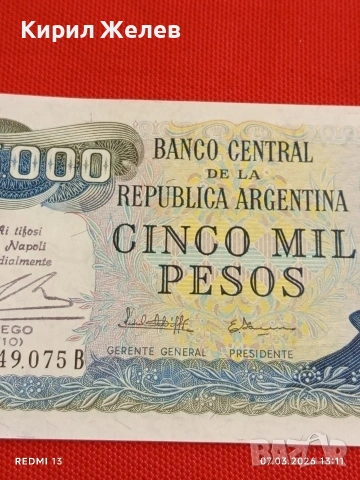 Кирил Желев
.000
BANCO CENTRAL
DE LA
REPUBLICA ARGENTINA
CINCO MIL
PESOS
Ai tifosi
Napoli
dialmente
EGO
10)
49.075 B
GERENTE GENERAL
PRESIDENTE
REDMI 13
07.03.2026 13:11
bazar